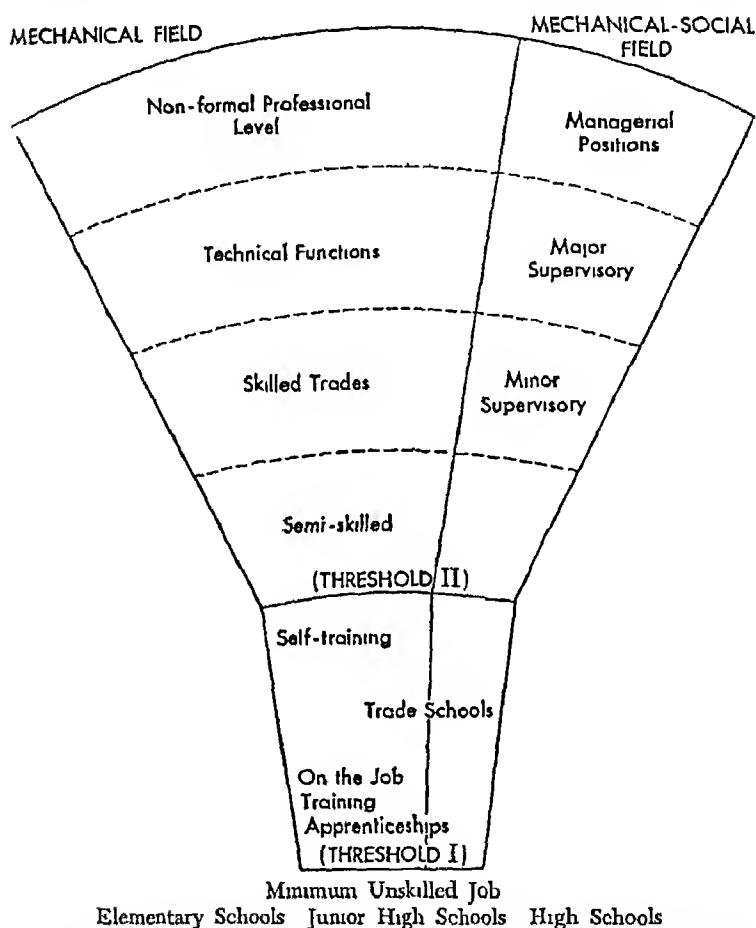 MECHANICAL FIELD
MECHANICAL-SOCIAL
FIELD
Non-formal Professional
Level
Managerial
Positions
Technical Functions
Major
Supervisory
Skilled Trades
Minor
Supervisory
Semi-skilled
(THRESHOLD II)
Self-training
Trade Schools
On the Job
Training
Apprenticeships
(THRESHOLD I)
Minimum Unskilled Job
Elementary Schools Junior High Schools High Schools